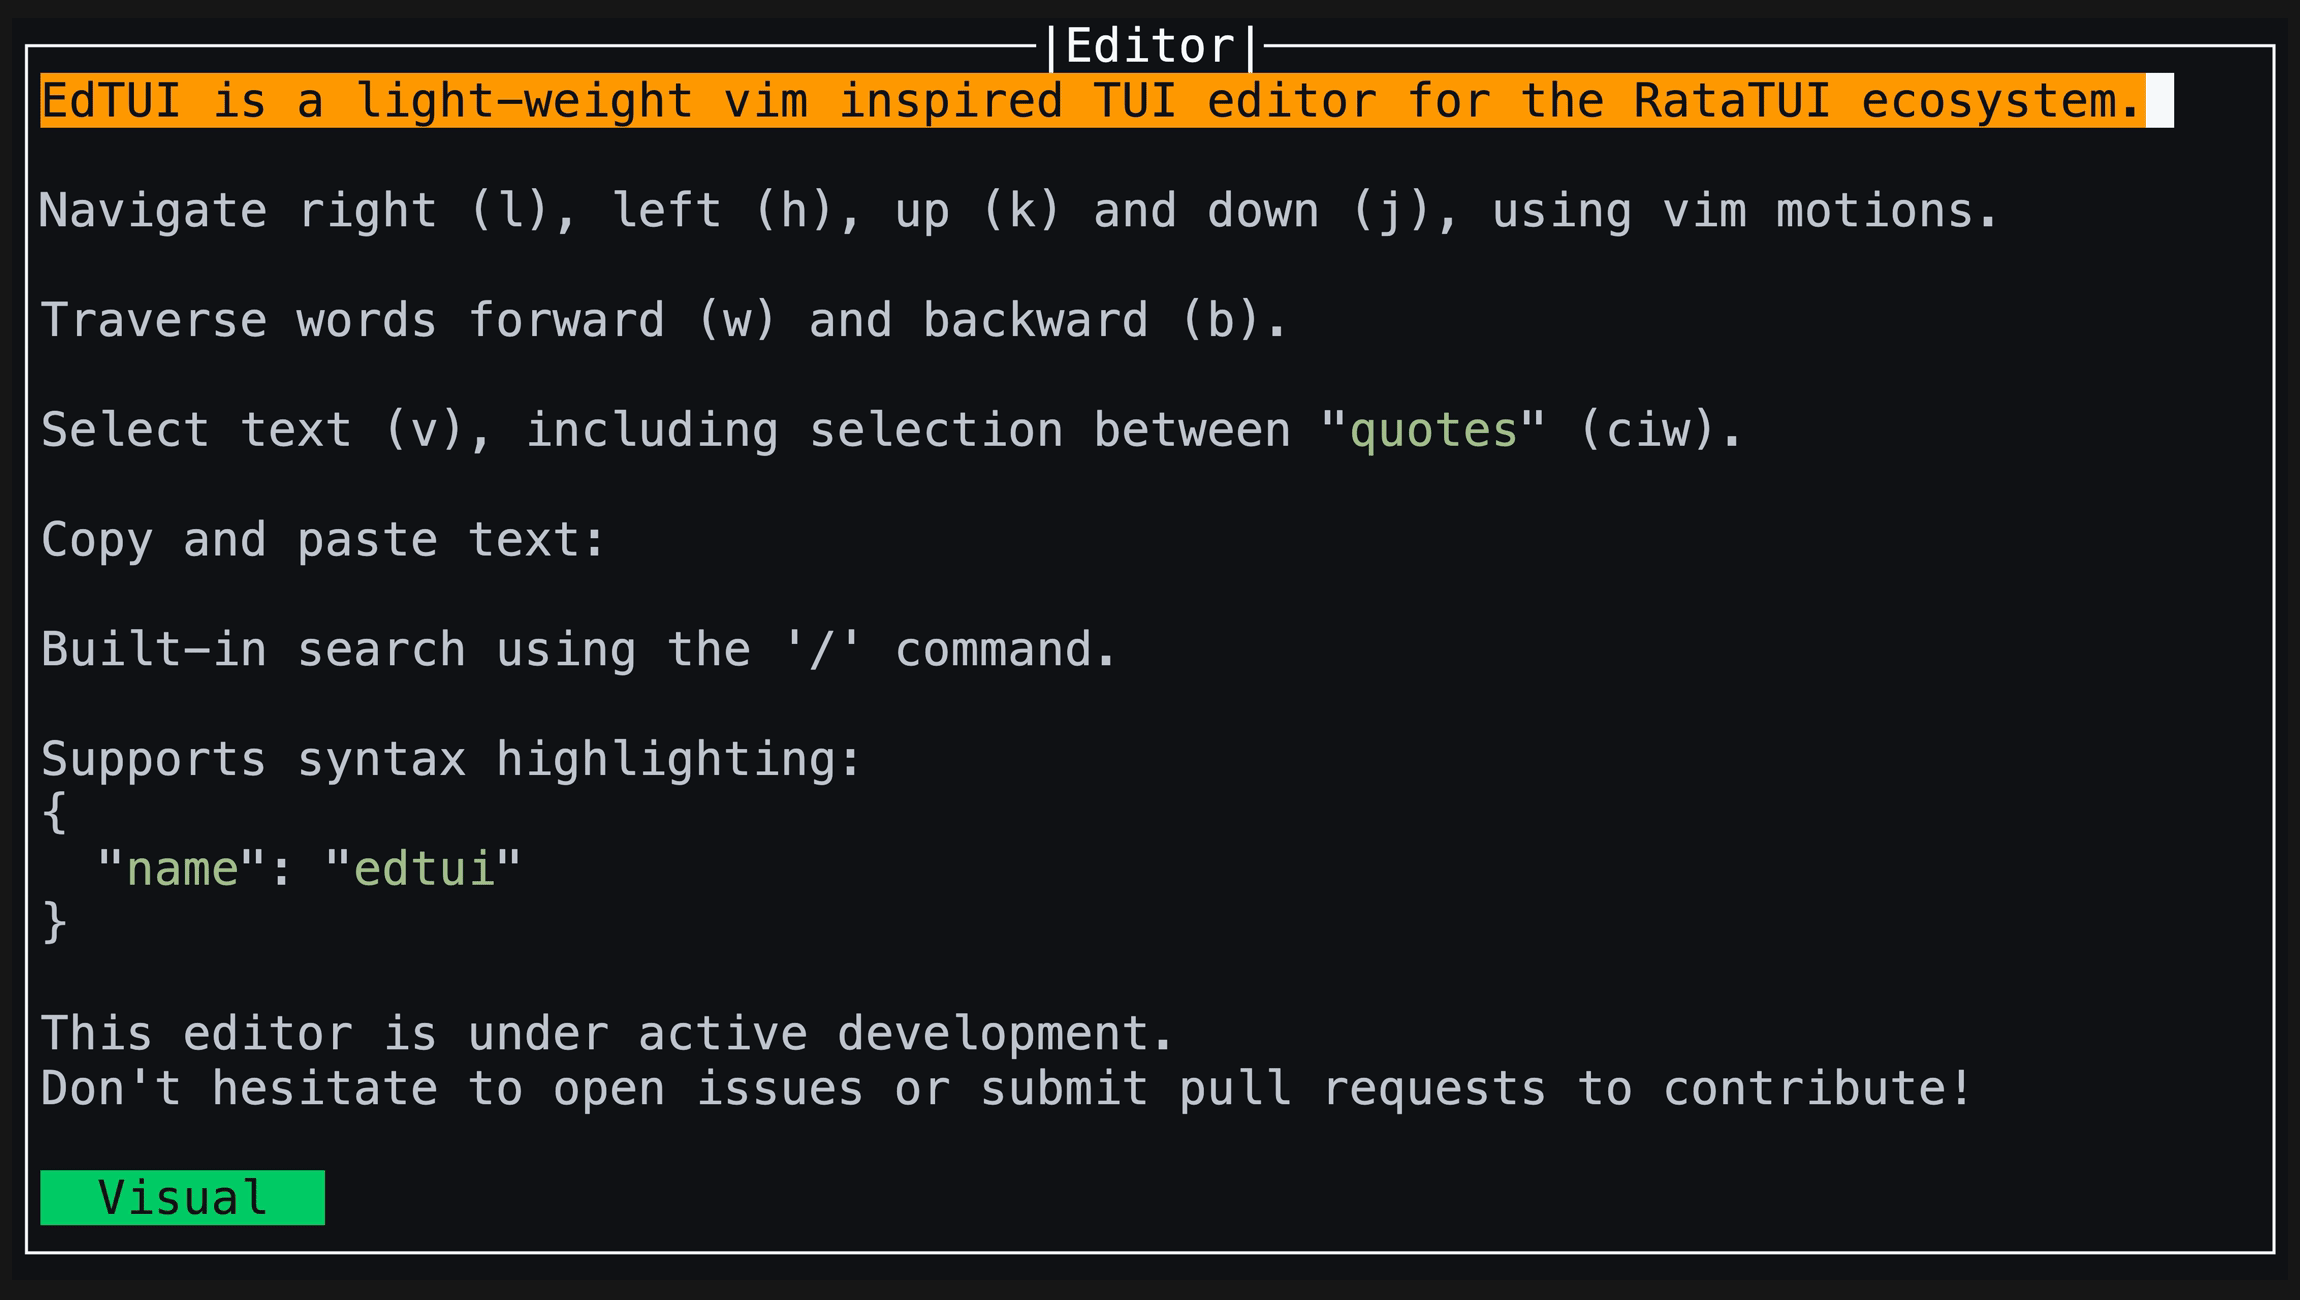 |Editor|
EdTUI is a light-weight vim inspired TUI editor for the RataTUI ecosystem.
Navigate right (l), left (h), up (k) and down (j), using vim motions.
Traverse words forward (w) and backward (b).
Select text (v), including selection between "quotes" (ciw).
Copy and paste text:
Built-in search using the '/' command.
Supports syntax highlighting:
{
  "name": "edtui"
}
This editor is under active development.
Don't hesitate to open issues or submit pull requests to contribute!
Visual